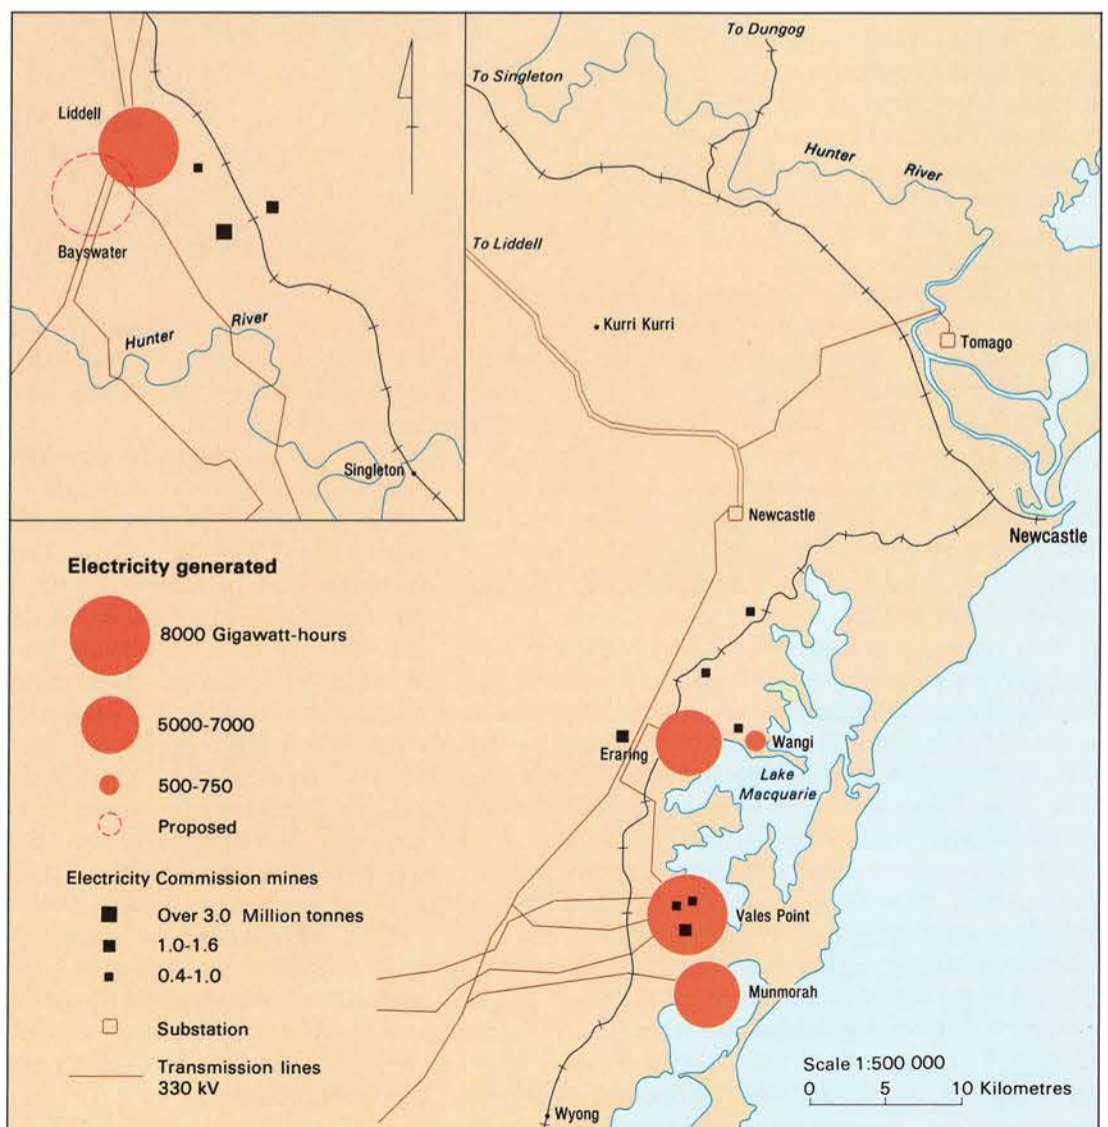 To Dungog
To Singleton
Liddell
Hunter
River
To Liddell
Bayswater
River
Hunter
Kurri Kurri
Tomago
Singleton
Newcastle
Newcastle
Electricity generated
8000 Gigawatt-hours
5000-7000
500-750
Proposed
Electricity Commission mines
Over 3.0 Million tonnes
1.0-1.6
0.4-1.0
Substation
Transmission lines
330 kV
Eraring
Wangi
Lake
Macquarie
Vales Point
Munmorah
Scale 1:500 000
0 5 10 Kilometres
Wyong